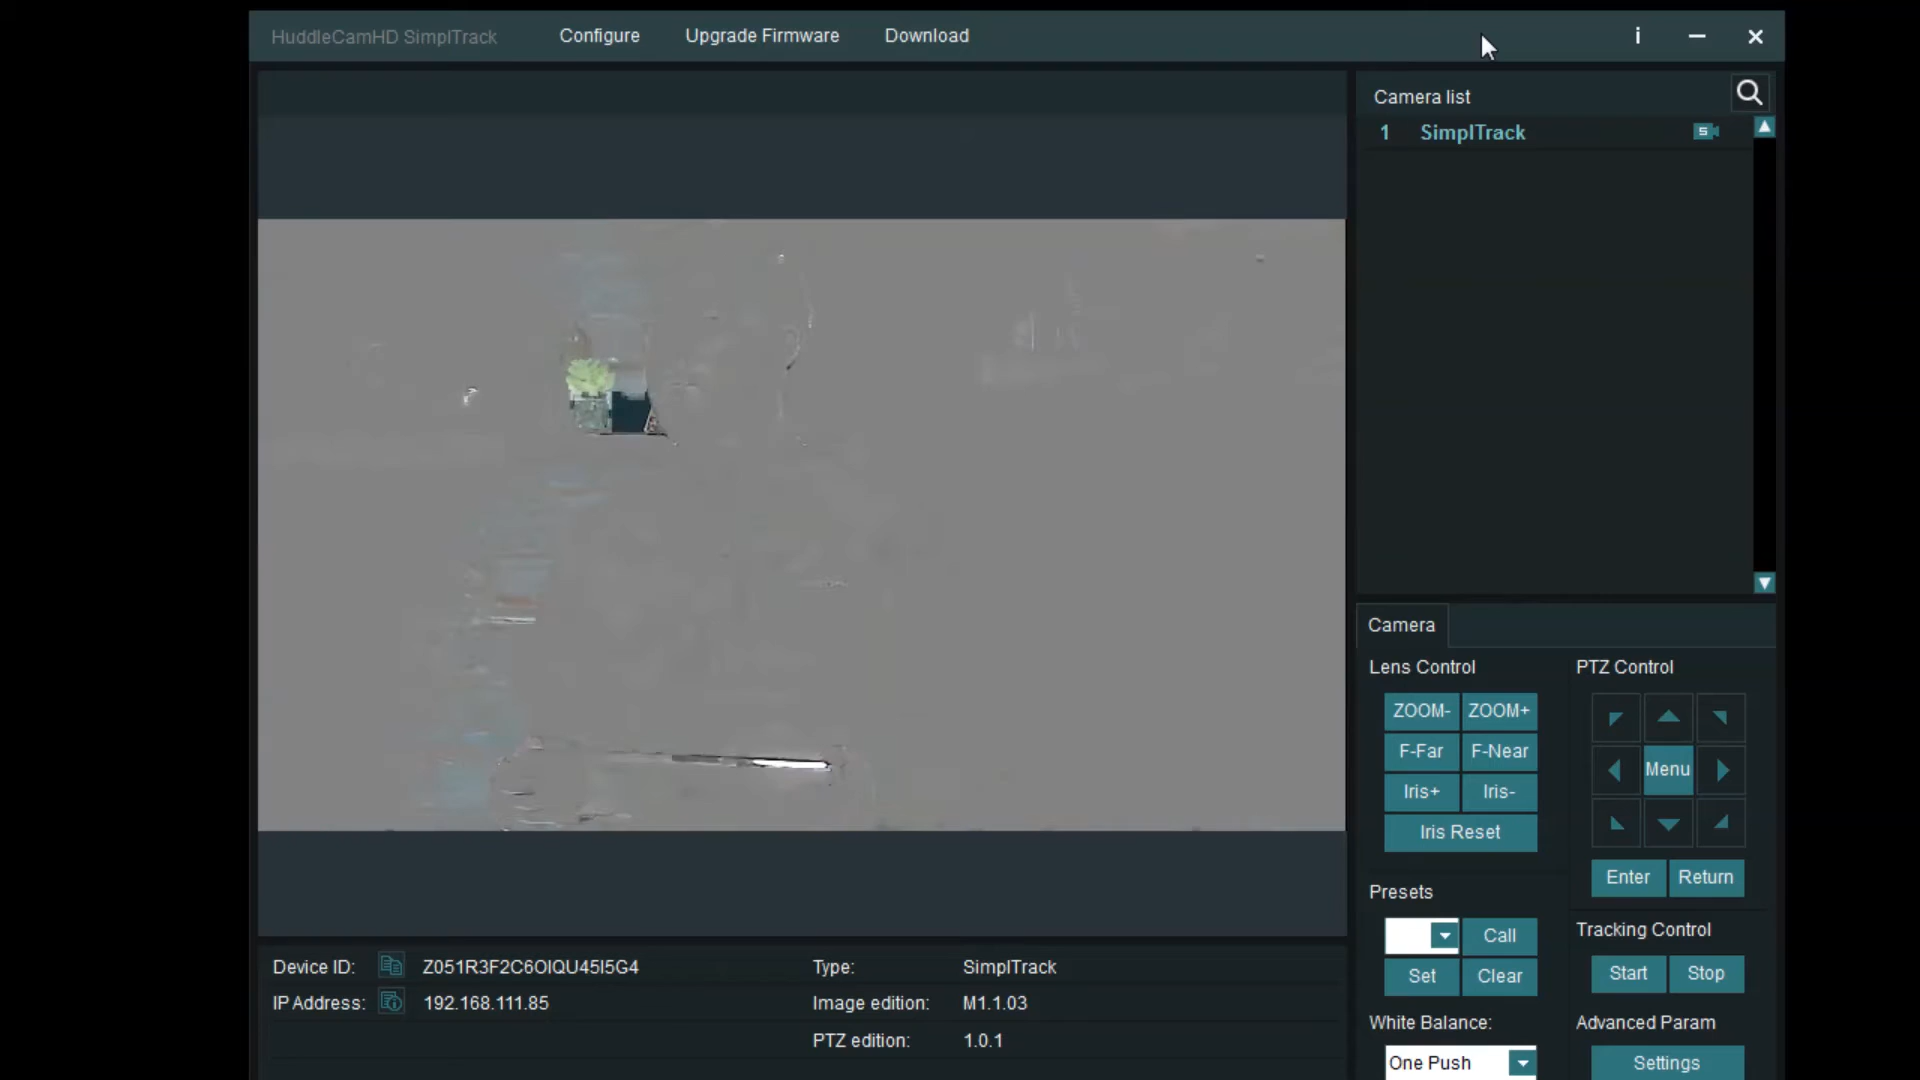 HuddleCamHD SimplTrack Configure Upgrade Firmware Download i
Camera list
1 SimplTrack S
Camera
Lens Control PTZ Control
ZOOM- ZOOM+
F-Far F-Near Menu
Iris+ Iris-
Iris Reset
Enter Return
Presets
Tracking Control
Call
Set Clear Start Stop
White Balance: Advanced Param
One Push Settings
Device ID: Z051R3F2C6OIQU45I5G4 Type: SimplTrack
IP Address: 192.168.111.85 Image edition: M1.1.03
PTZ edition: 1.0.1